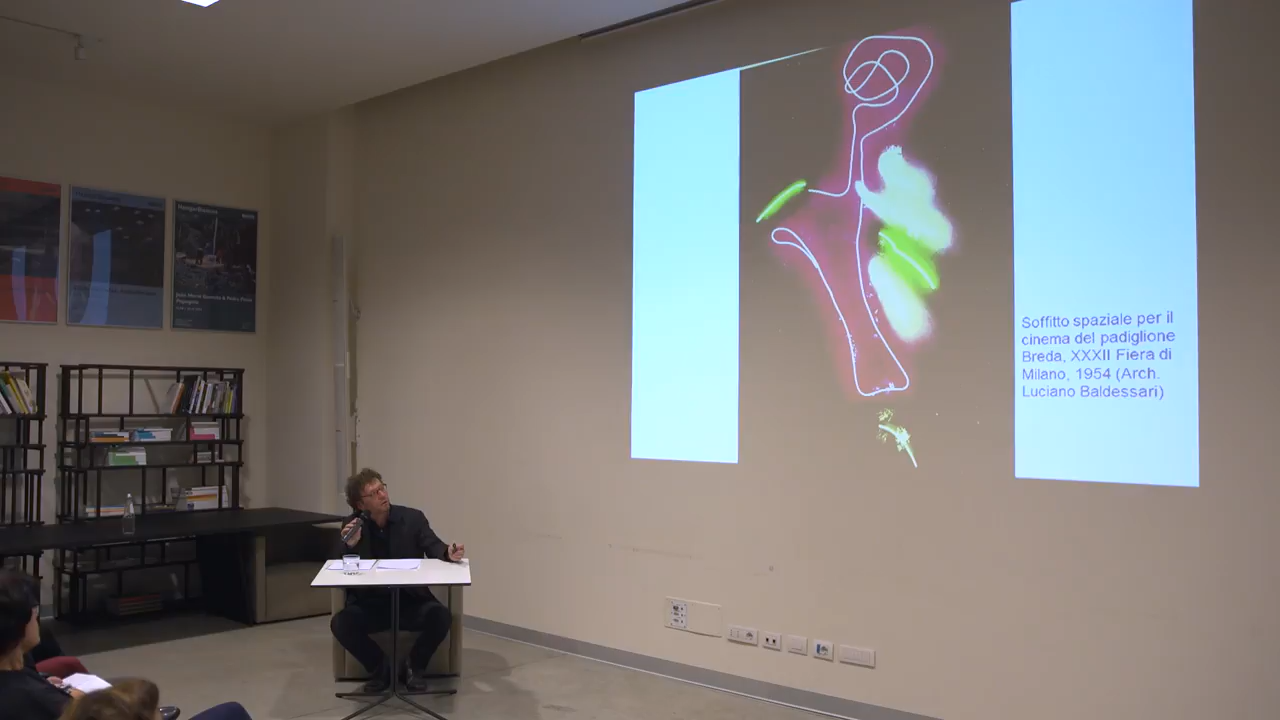 Soffitto spaziale per il
cinema del padiglione
Breda, XXXII Fiera di
Milano, 1954 (Arch.
Luciano Baldessari)